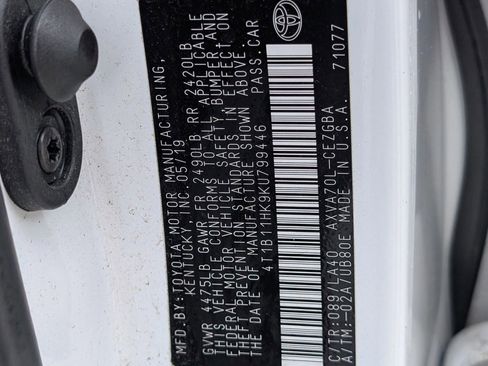 MFD.BY:TOYOTA MOTOR MANUFACTURING,
KENTUCKY, INC. 05/19
GVWR 4475LB GAWR FR 2490LB RR 2420LB
THIS VEHICLE CONFORMS TO ALL APPLICABLE
FEDERAL MOTOR VEHICLE SAFETY, BUMPER, AND
THEFT PREVENTION STANDARDS IN EFFECT ON
THE DATE OF MANUFACTURE SHOWN ABOVE.
4T1B11HK9KU799446 PASS.CAR
C/TR:089/LA40 AXVA70L-CEZGBA
A/TM:-02A/UB80E MADE IN U.S.A. 71077